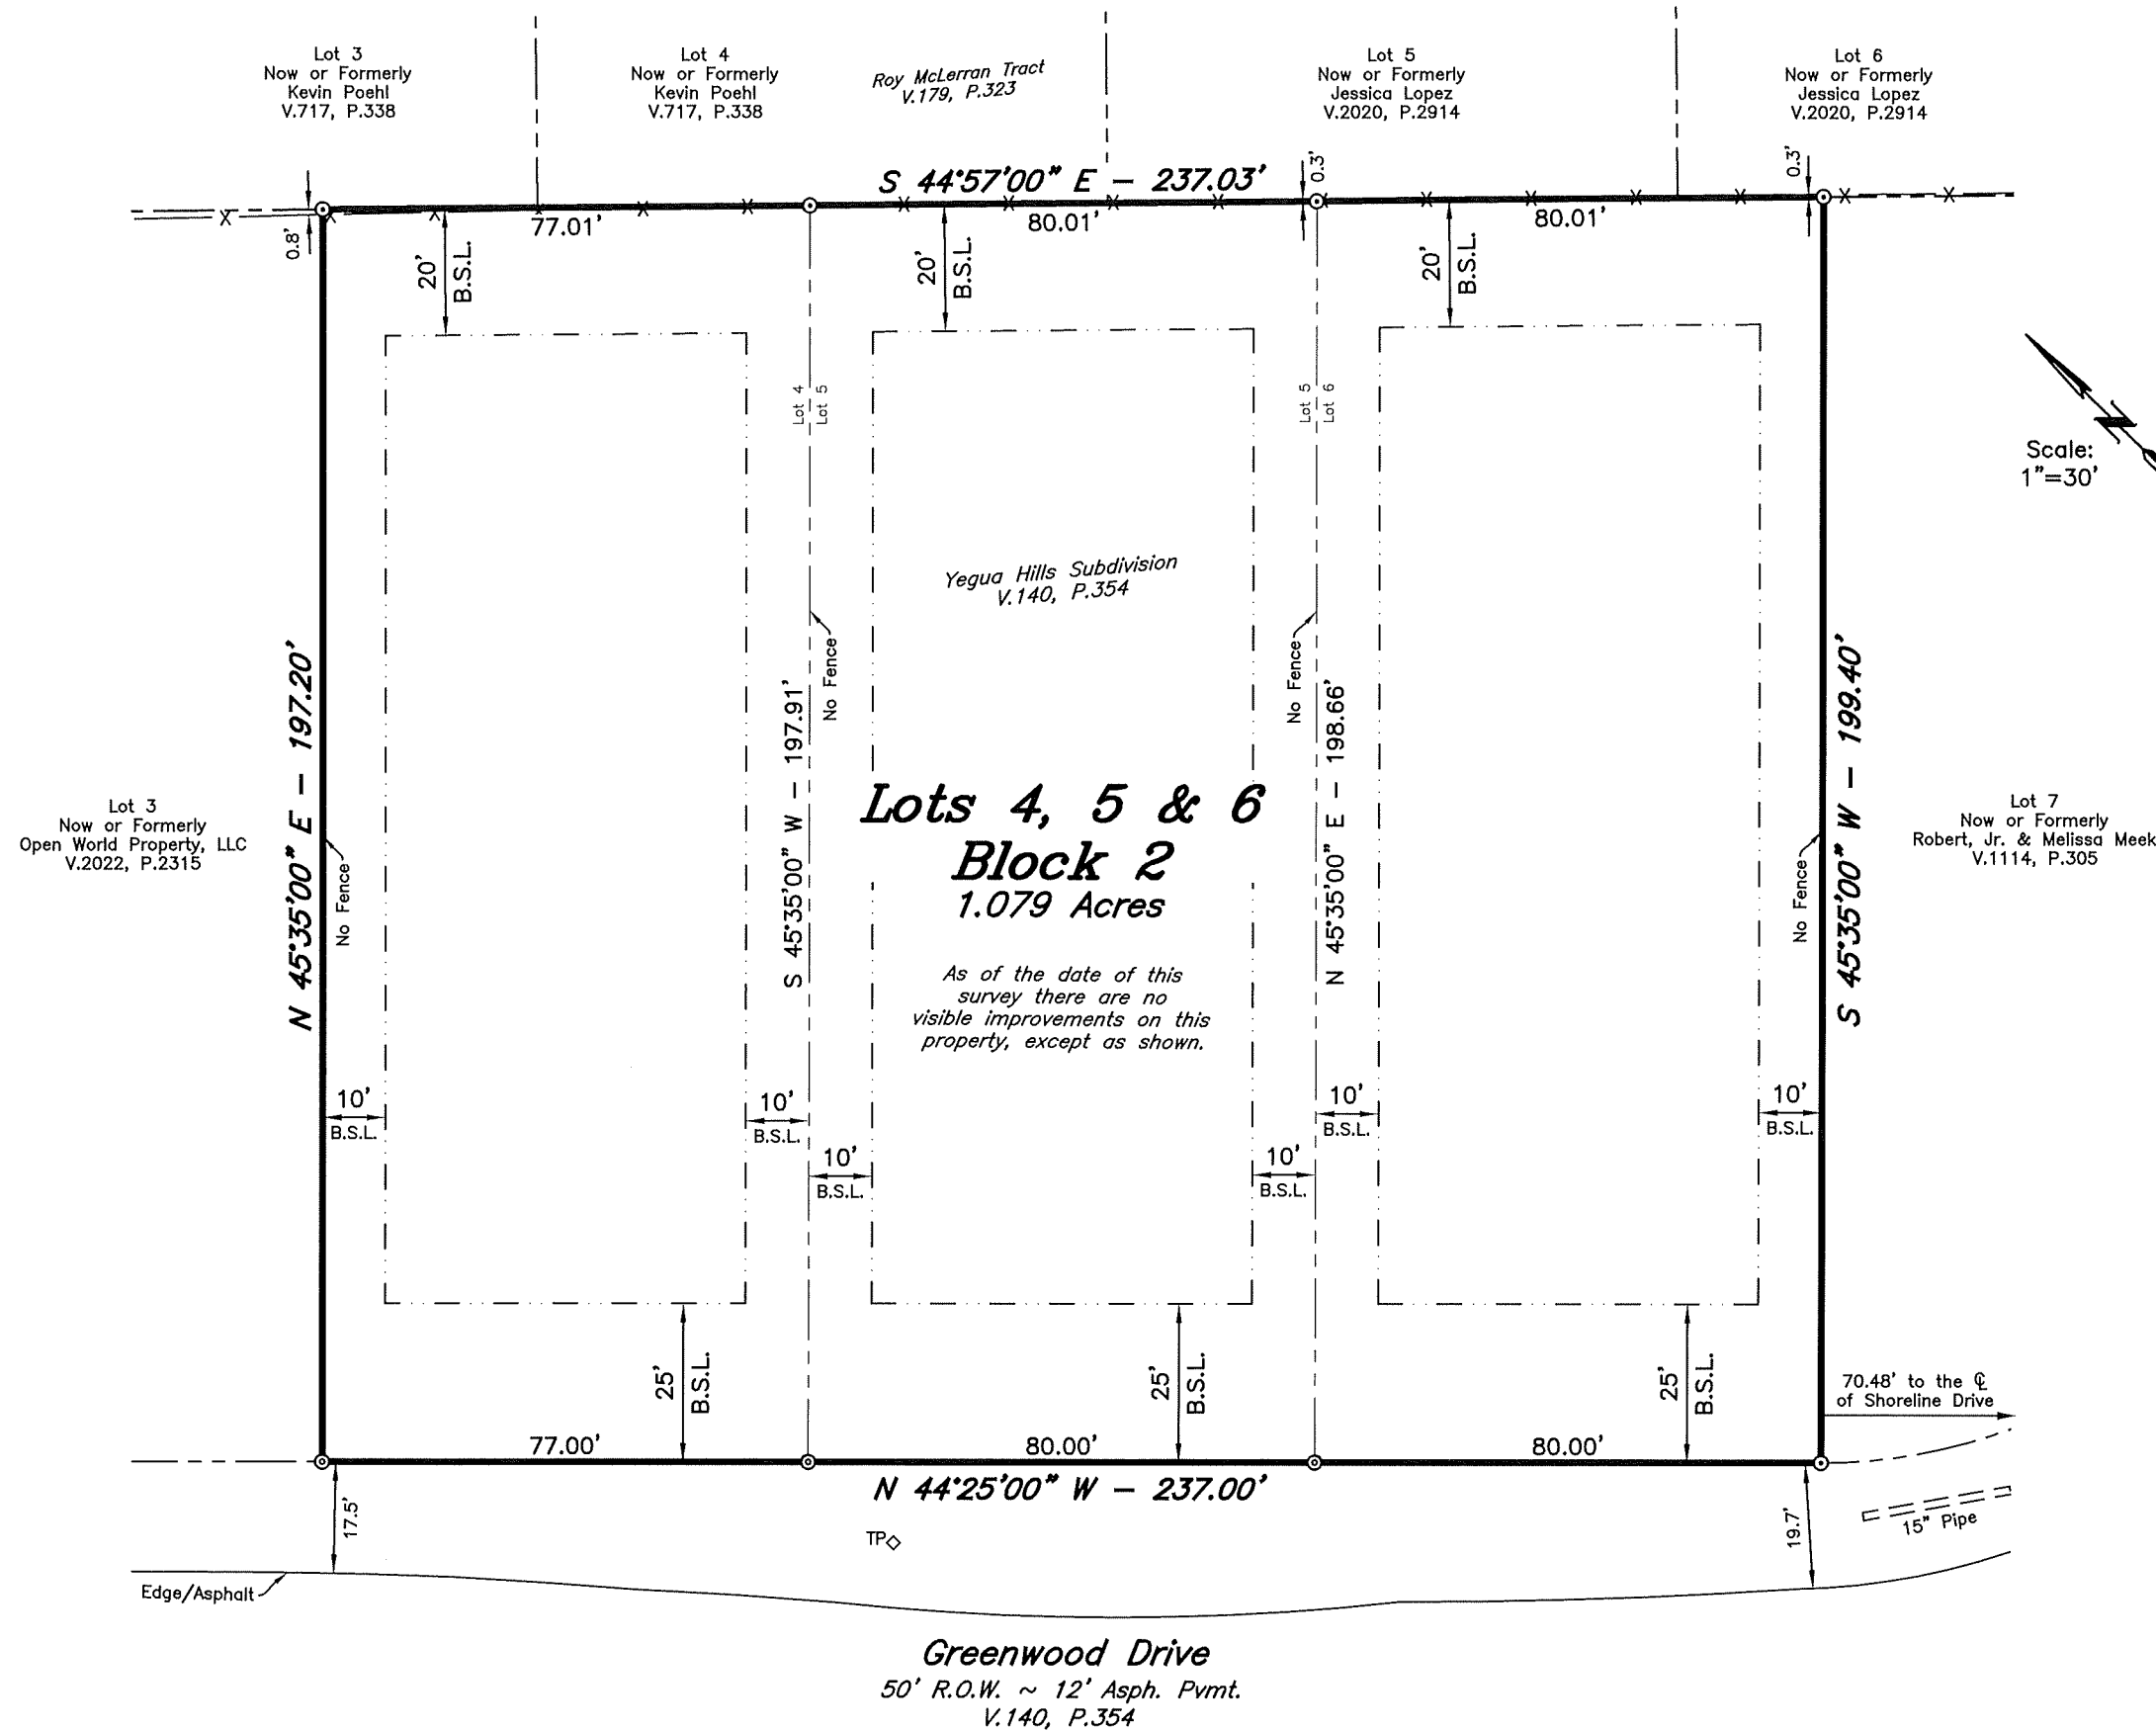 Lot 3
Now or Formerly
Kevin Poehl
V.717, P.338
Lot 4
Now or Formerly
Kevin Poehl
V.717, P.338
Roy McLerran Tract
V.179, P.323
Lot 5
Now or Formerly
Jessica Lopez
V.2020, P.2914
Lot 6
Now or Formerly
Jessica Lopez
V.2020, P.2914
S 44°57'00" E - 237.03'
0.3'
0.3'
0.8'
77.01'
80.01'
80.01'
20'
B.S.L.
20'
B.S.L.
20'
B.S.L.
Lot 4
Lot 5
Lot 5
Lot 6
N
Scale:
1"=30'
Yegua Hills Subdivision
V.140, P.354
No Fence
No Fence
N 45°35'00" E - 197.20'
S 45°35'00" W - 197.91'
N 45°35'00" E - 198.66'
S 45°35'00" W - 199.40'
Lot 3
Now or Formerly
Open World Property, LLC
V.2022, P.2315
No Fence
Lots 4, 5 & 6
Block 2
1.079 Acres
As of the date of this
survey there are no
visible improvements on this
property, except as shown.
No Fence
Lot 7
Now or Formerly
Robert, Jr. & Melissa Meek
V.1114, P.305
10'
B.S.L.
10'
B.S.L.
10'
B.S.L.
10'
B.S.L.
10'
B.S.L.
10'
B.S.L.
25'
B.S.L.
25'
B.S.L.
25'
B.S.L.
70.48' to the ℄
of Shoreline Drive
77.00'
80.00'
80.00'
N 44°25'00" W - 237.00'
17.5'
TP
19.7'
15" Pipe
Edge/Asphalt
Greenwood Drive
50' R.O.W. ~ 12' Asph. Pvmt.
V.140, P.354